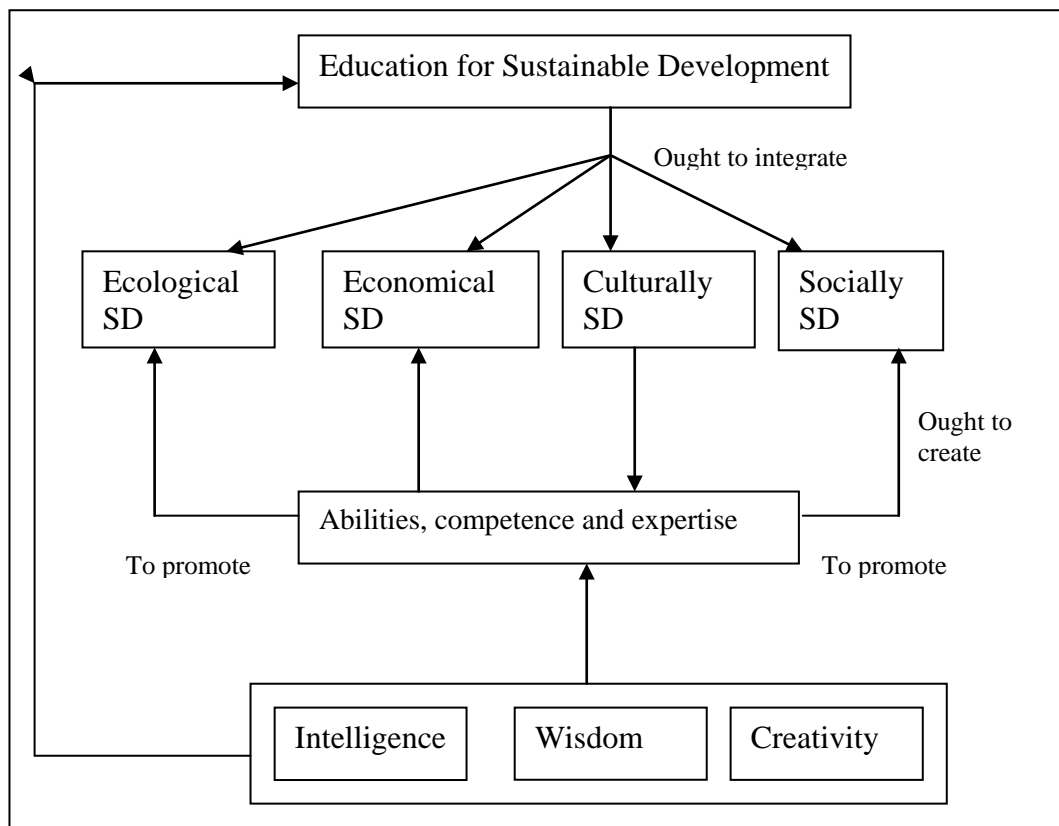 Education for Sustainable Development
Ought to integrate
Ecological
SD
Economical
SD
Culturally
SD
Socially
SD
Ought to
create
Abilities, competence and expertise
To promote
To promote
Intelligence
Wisdom
Creativity